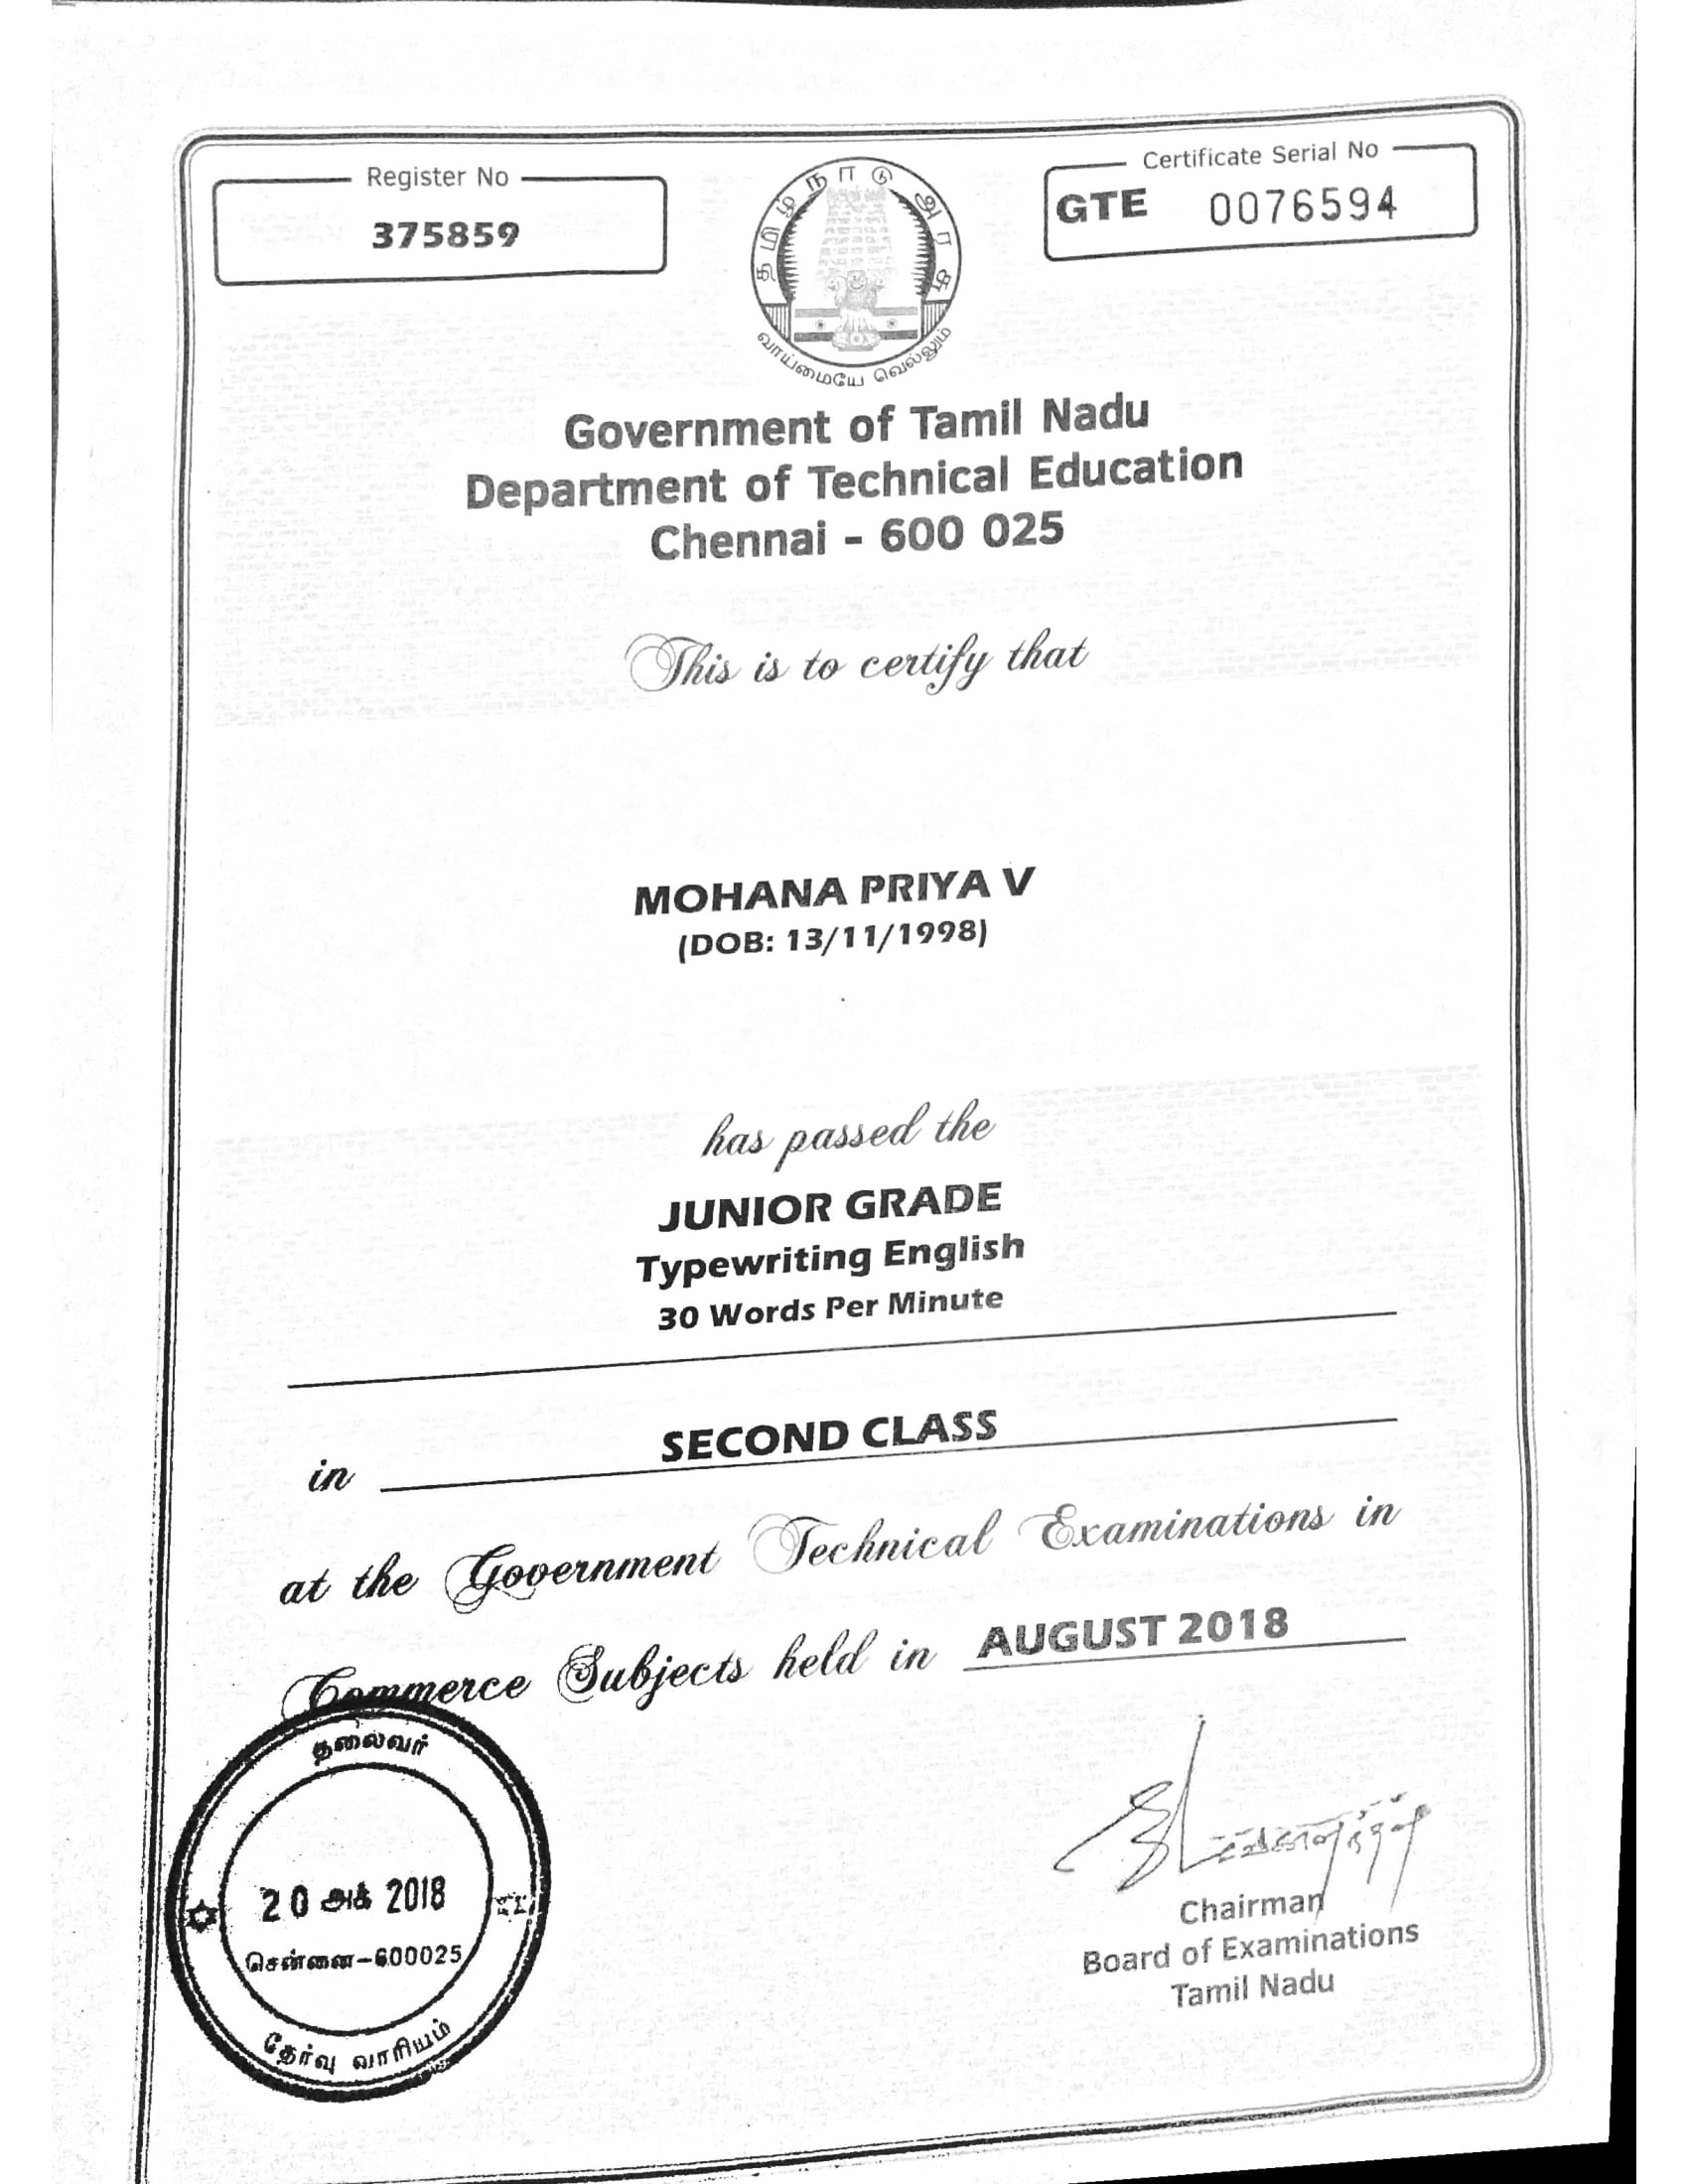 Register No
375859
Certificate Serial No
GTE 0076594
தமிழ்நாடு அரசு
வாய்மையே வெல்லும்
Government of Tamil Nadu
Department of Technical Education
Chennai - 600 025
This is to certify that
MOHANA PRIYA V
(DOB: 13/11/1998)
has passed the
JUNIOR GRADE
Typewriting English
30 Words Per Minute
in SECOND CLASS
at the Government Technical Examinations in
Commerce Subjects held in AUGUST 2018
தலைவர்
20 அக் 2018
சென்னை-600025
தேர்வு வாரியம்
Chairman
Board of Examinations
Tamil Nadu